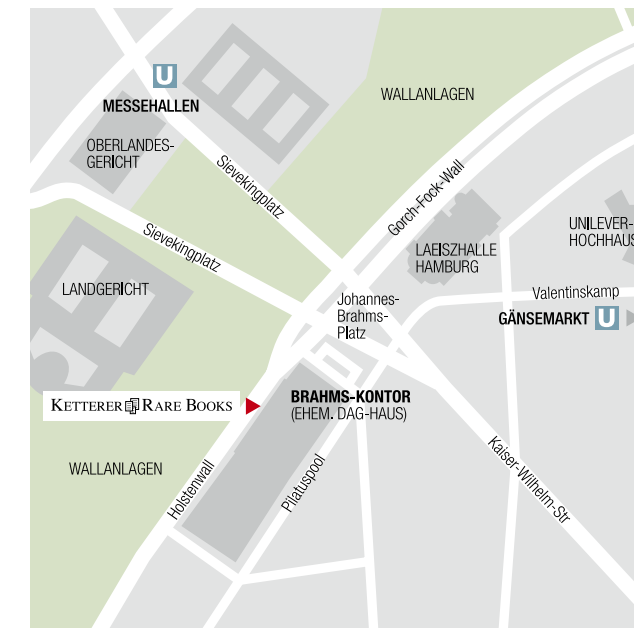 U
MESSEHALLEN
WALLANLAGEN
OBERLANDES-
GERICHT
Sievekingplatz
Gorch-Fock-Wall
Sievekingplatz
UNILEVER-
HOCHHAUS
LAEISZHALLE
HAMBURG
LANDGERICHT
Valentinskamp
Johannes-
Brahms-
Platz
GÄNSEMARKT U
BRAHMS-KONTOR
(EHEM. DAG-HAUS)
KETTERER RARE BOOKS
WALLANLAGEN
Holstenwall
Pilatuspool
Kaiser-Wilhelm-Str